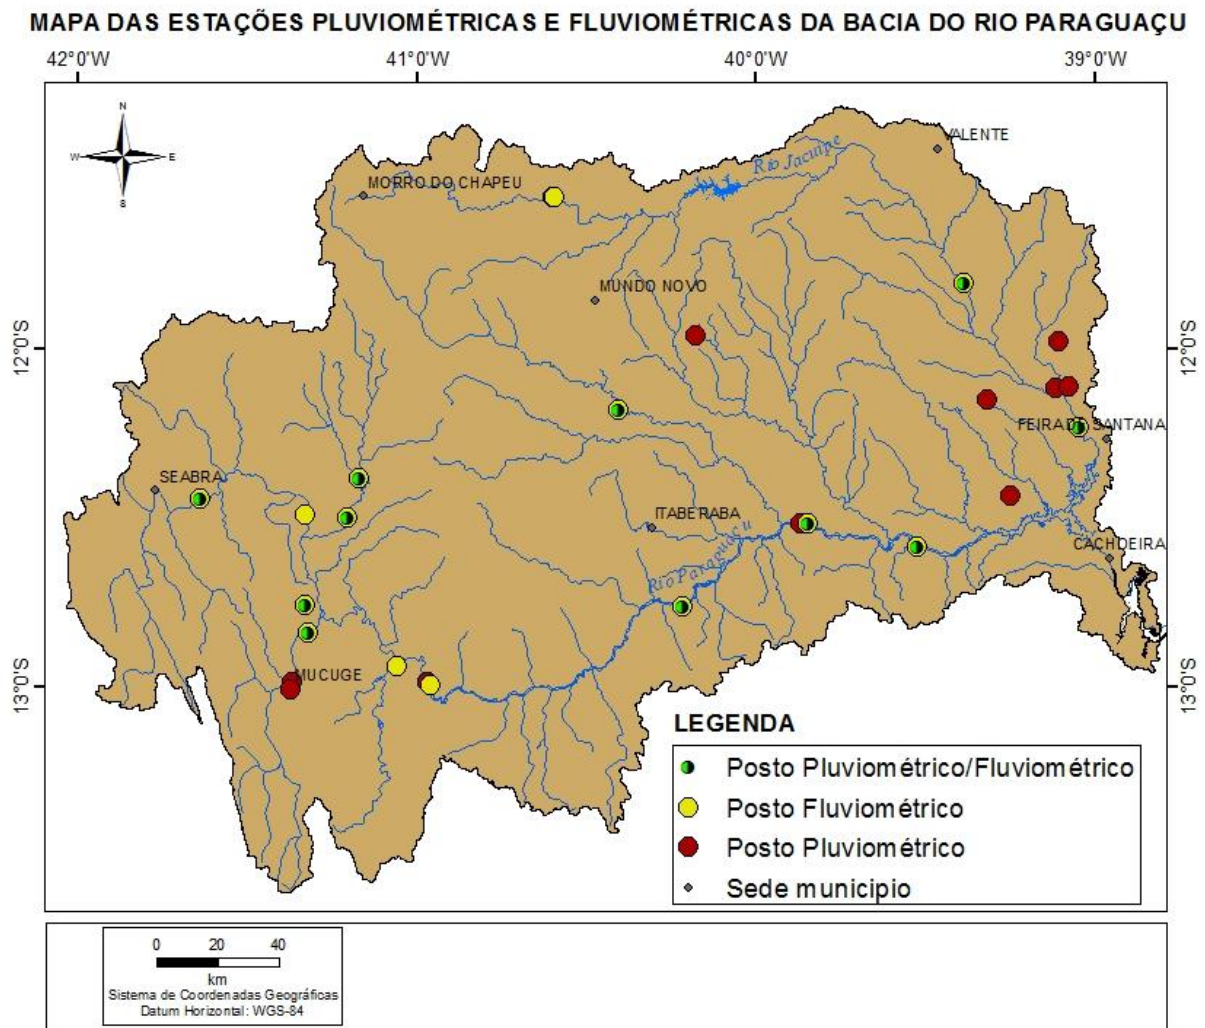 MAPA DAS ESTAÇÕES PLUVIOMÉTRICAS E FLUVIOMÉTRICAS DA BACIA DO RIO PARAGUAÇU
42°0'W 41°0'W 40°0'W 39°0'W
N
W E
S
VALENTE
Rio Jacuipe
MORRO DO CHAPEU
MUNDO NOVO
12°0'S 12°0'S
FEIRA DE SANTANA
SEABRA
ITABERABA
CACHOEIRA
Rio Paraguaçu
MUCUGE
13°0'S 13°0'S
LEGENDA
Posto Pluviométrico/Fluviométrico
Posto Fluviométrico
Posto Pluviométrico
Sede municipio
0 20 40
km
Sistema de Coordenadas Geográficas
Datum Horizontal: WGS-84